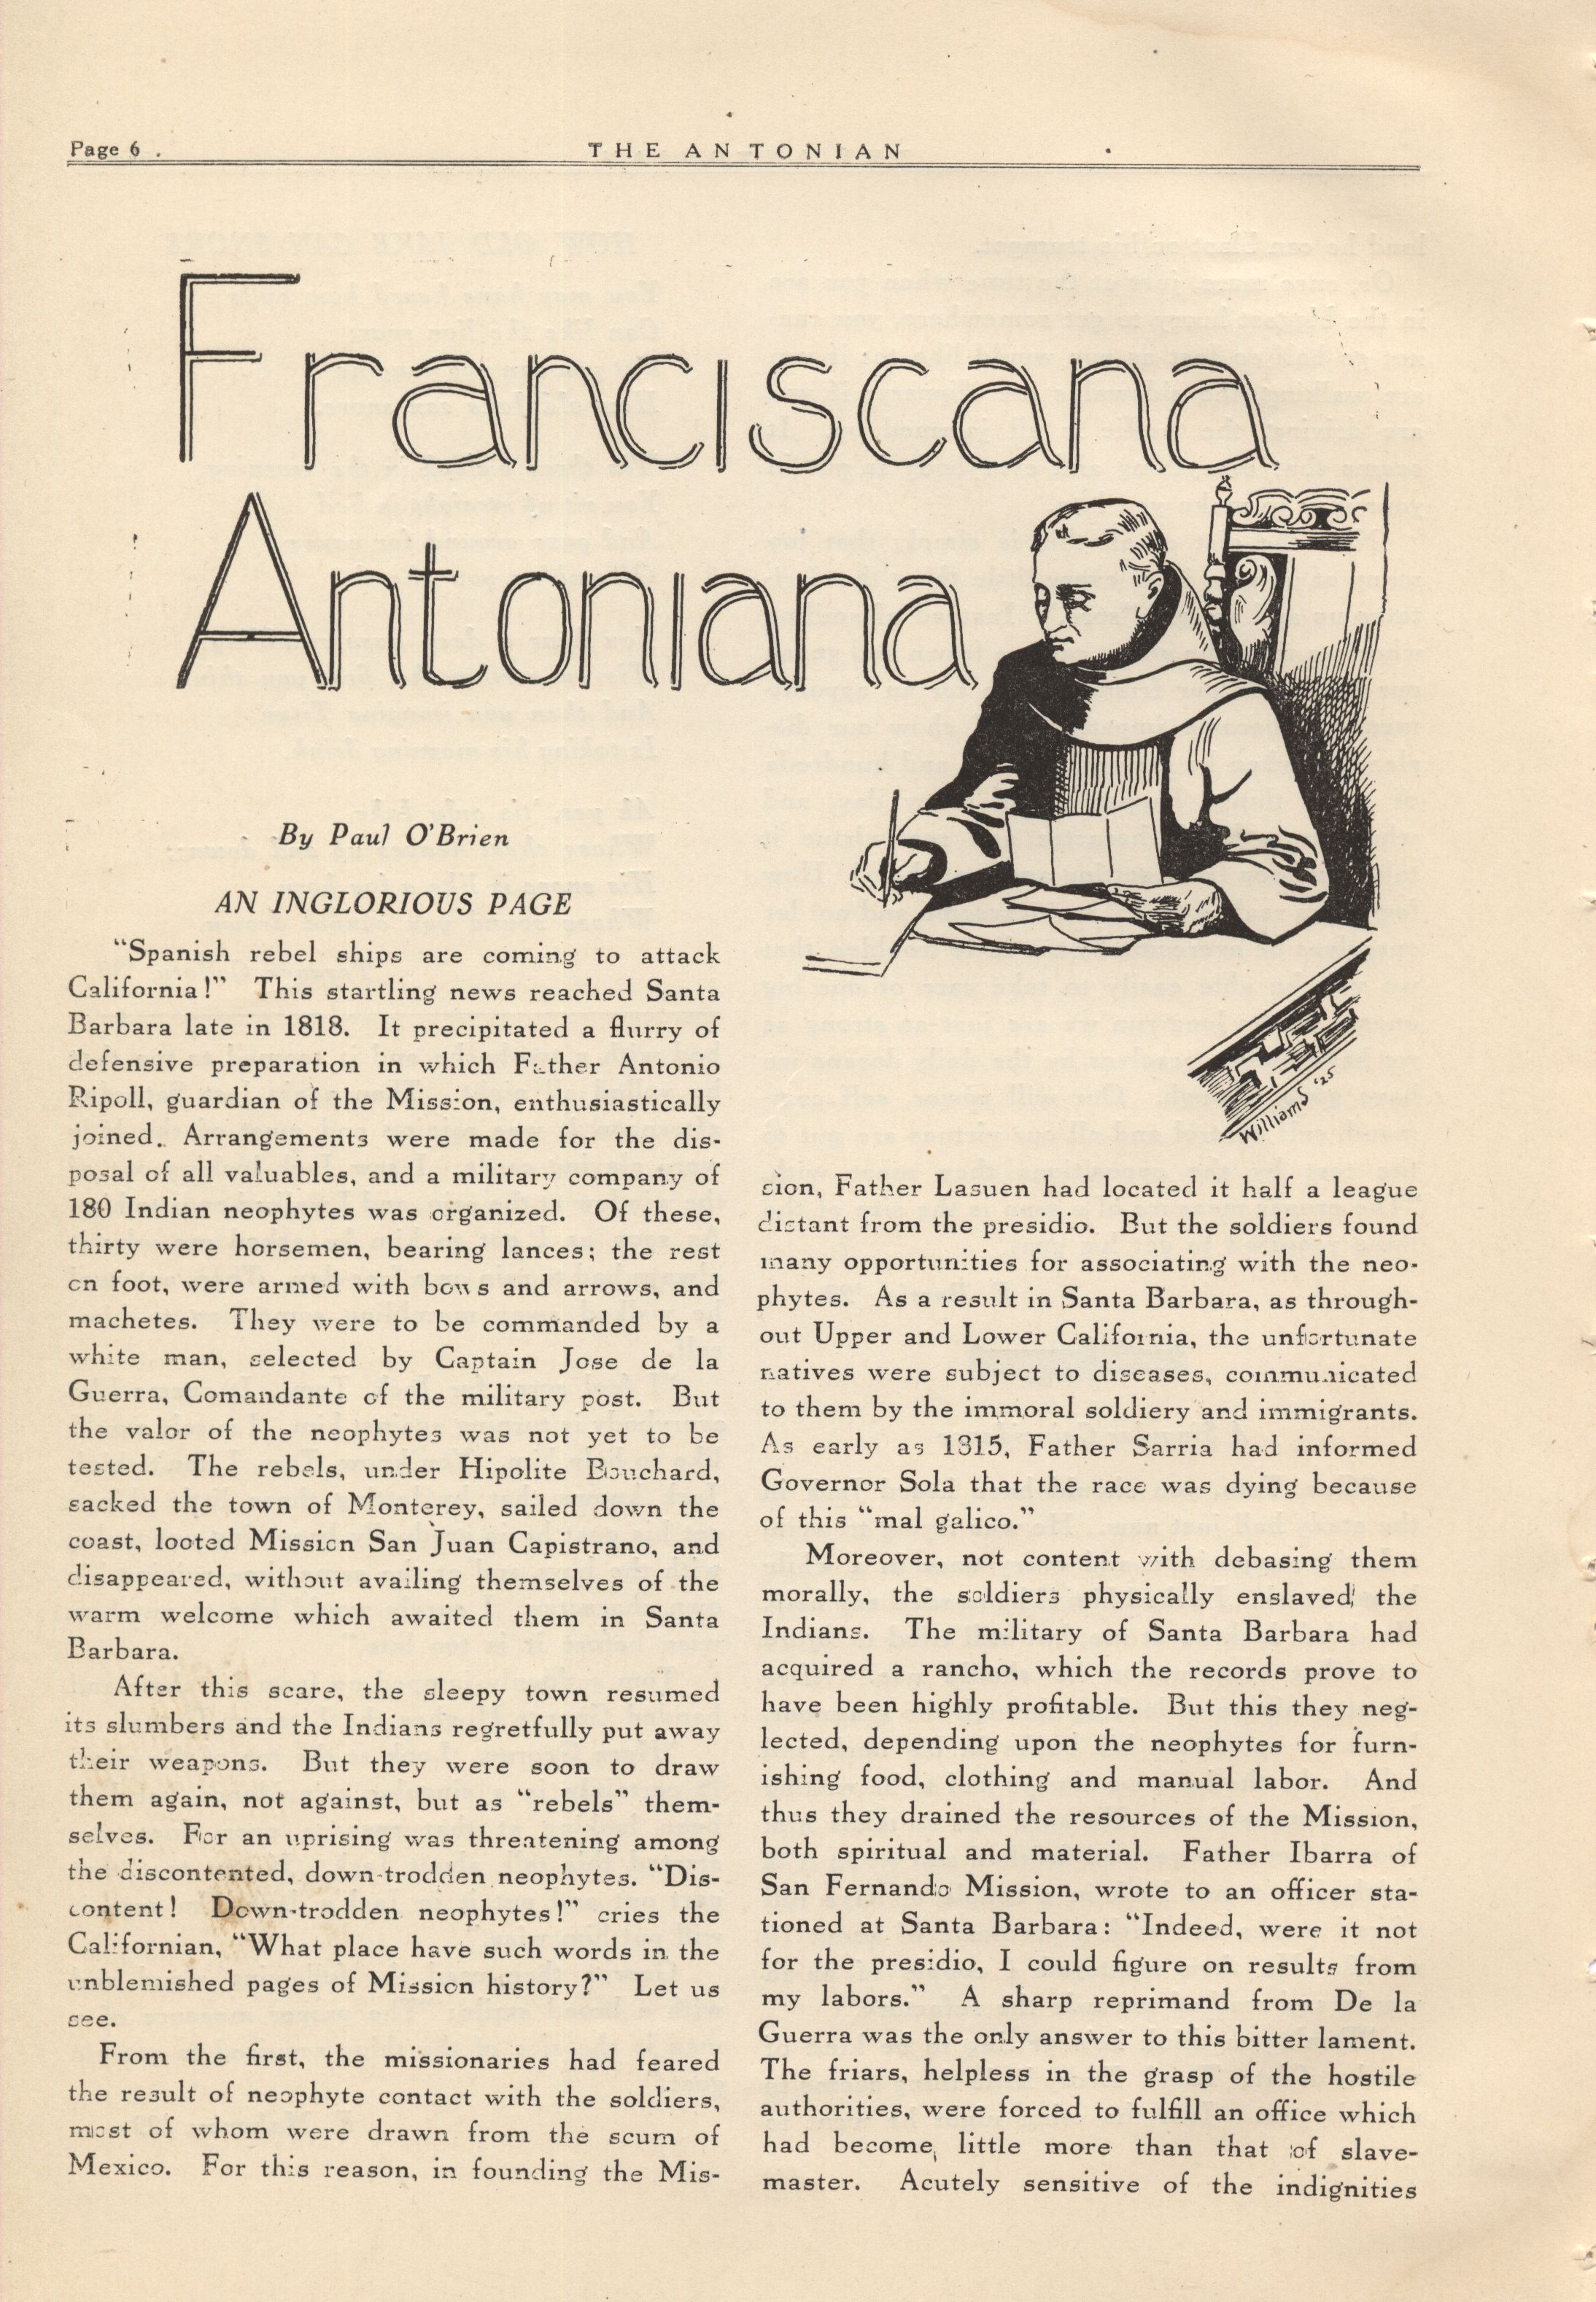 Page 6
THE ANTONIAN
Franciscana
Antoniana
Williams '25
By Paul O'Brien
AN INGLORIOUS PAGE
"Spanish rebel ships are coming to attack
California!" This startling news reached Santa
Barbara late in 1818. It precipitated a flurry of
defensive preparation in which Father Antonio
Ripoll, guardian of the Mission, enthusiastically
joined. Arrangements were made for the dis-
posal of all valuables, and a military company of
180 Indian neophytes was organized. Of these,
thirty were horsemen, bearing lances; the rest
on foot, were armed with bows and arrows, and
machetes. They were to be commanded by a
white man, selected by Captain Jose de la
Guerra, Comandante of the military post. But
the valor of the neophytes was not yet to be
tested. The rebels, under Hipolite Bouchard,
sacked the town of Monterey, sailed down the
coast, looted Mission San Juan Capistrano, and
disappeared, without availing themselves of the
warm welcome which awaited them in Santa
Barbara.
After this scare, the sleepy town resumed
its slumbers and the Indians regretfully put away
their weapons. But they were soon to draw
them again, not against, but as "rebels" them-
selves. For an uprising was threatening among
the discontented, down-trodden neophytes. "Dis-
content! Down-trodden neophytes!" cries the
Californian, "What place have such words in the
unblemished pages of Mission history?" Let us
see.
From the first, the missionaries had feared
the result of neophyte contact with the soldiers,
most of whom were drawn from the scum of
Mexico. For this reason, in founding the Mis-
sion, Father Lasuen had located it half a league
distant from the presidio. But the soldiers found
many opportunities for associating with the neo-
phytes. As a result in Santa Barbara, as through-
out Upper and Lower California, the unfortunate
natives were subject to diseases, communicated
to them by the immoral soldiery and immigrants.
As early as 1815, Father Sarria had informed
Governor Sola that the race was dying because
of this "mal galico."
Moreover, not content with debasing them
morally, the soldiers physically enslaved the
Indians. The military of Santa Barbara had
acquired a rancho, which the records prove to
have been highly profitable. But this they neg-
lected, depending upon the neophytes for furn-
ishing food, clothing and manual labor. And
thus they drained the resources of the Mission,
both spiritual and material. Father Ibarra of
San Fernando Mission, wrote to an officer sta-
tioned at Santa Barbara: "Indeed, were it not
for the presidio, I could figure on results from
my labors." A sharp reprimand from De la
Guerra was the only answer to this bitter lament.
The friars, helpless in the grasp of the hostile
authorities, were forced to fulfill an office which
had become, little more than that of slave-
master. Acutely sensitive of the indignities